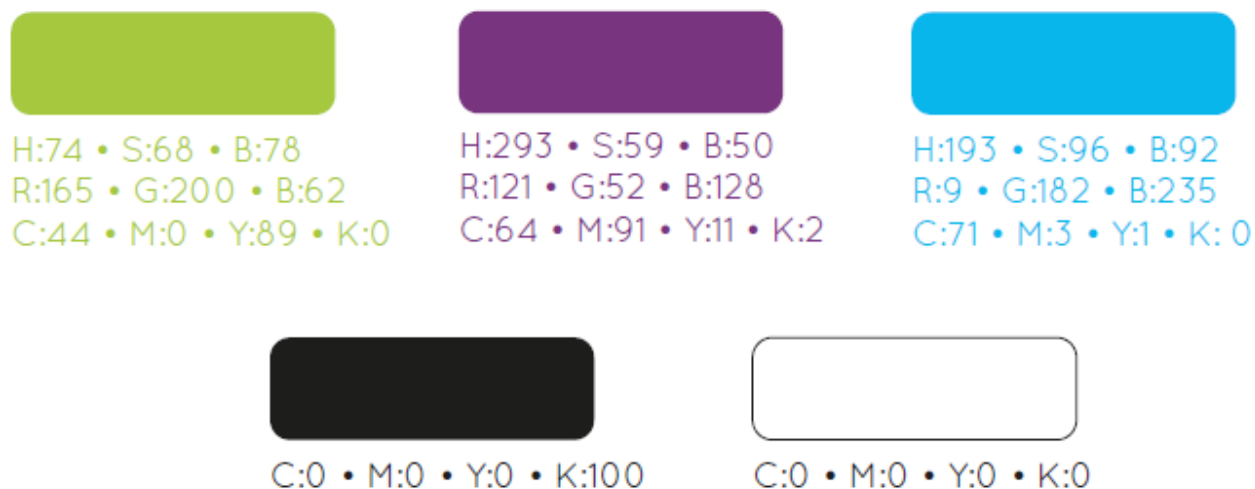 H:74 • S:68 • B:78
R:165 • G:200 • B:62
C:44 • M:0 • Y:89 • K:0
H:293 • S:59 • B:50
R:121 • G:52 • B:128
C:64 • M:91 • Y:11 • K:2
H:193 • S:96 • B:92
R:9 • G:182 • B:235
C:71 • M:3 • Y:1 • K: 0
C:0 • M:0 • Y:0 • K:100
C:0 • M:0 • Y:0 • K:0